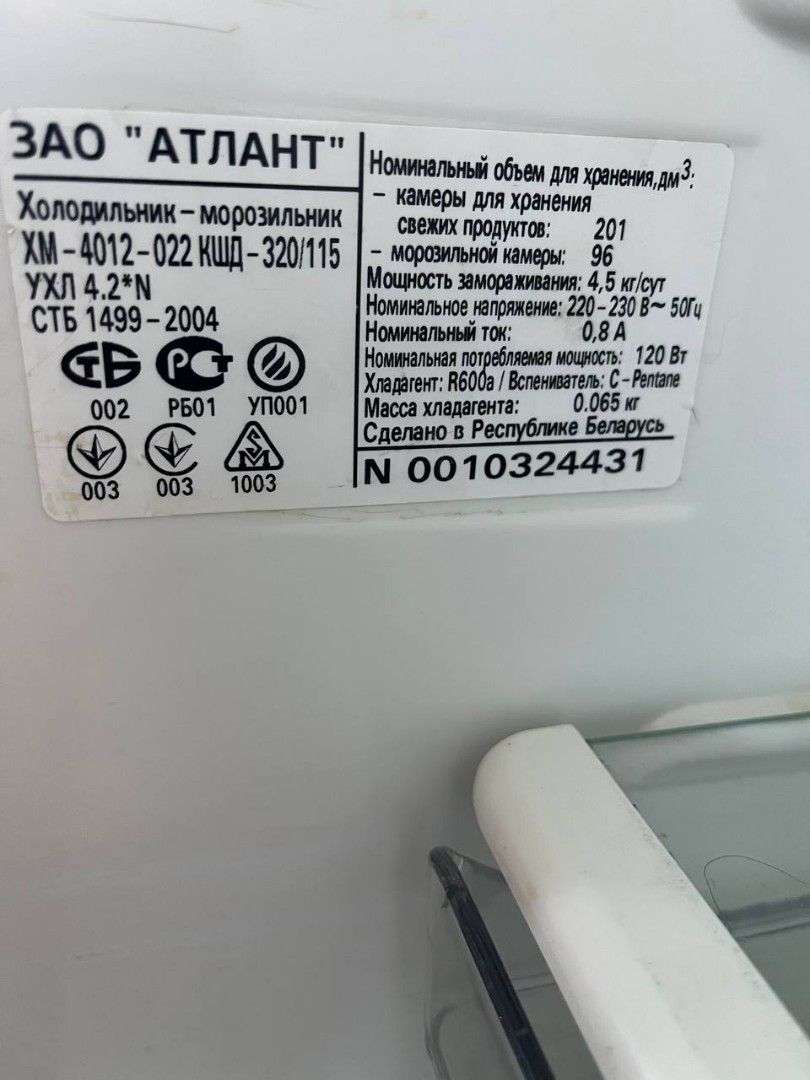 ЗАО "АТЛАНТ"
Холодильник – морозильник
ХМ – 4012 – 022 КШД – 320/115
УХЛ 4.2*N
СТБ 1499 – 2004
СТБ РСТ
002 РБ01 УП001
003 003 1003
Номинальный объем для хранения,дм³:
– камеры для хранения
свежих продуктов: 201
– морозильной камеры: 96
Мощность замораживания: 4,5 кг/сут
Номинальное напряжение: 220 – 230 В ~ 50Гц
Номинальный ток: 0,8 А
Номинальная потребляемая мощность: 120 Вт
Хладагент: R600a / Вспениватель: C – Pentane
Масса хладагента: 0.065 кг
Сделано в Республике Беларусь
N 0010324431